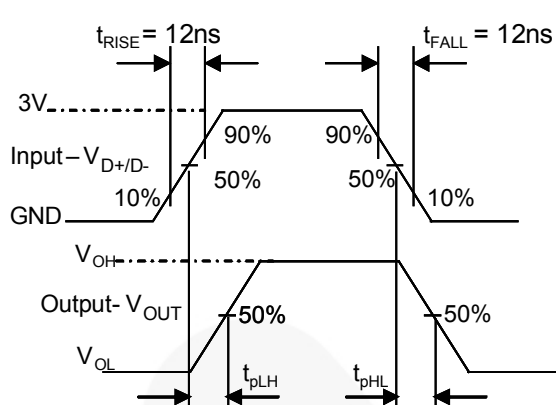 tRISE = 12ns
tFALL = 12ns
3V
90%
90%
Input – VD+/D-
50%
50%
10%
10%
GND
VOH
Output- VOUT
50%
50%
VOL
tpLH
tpHL